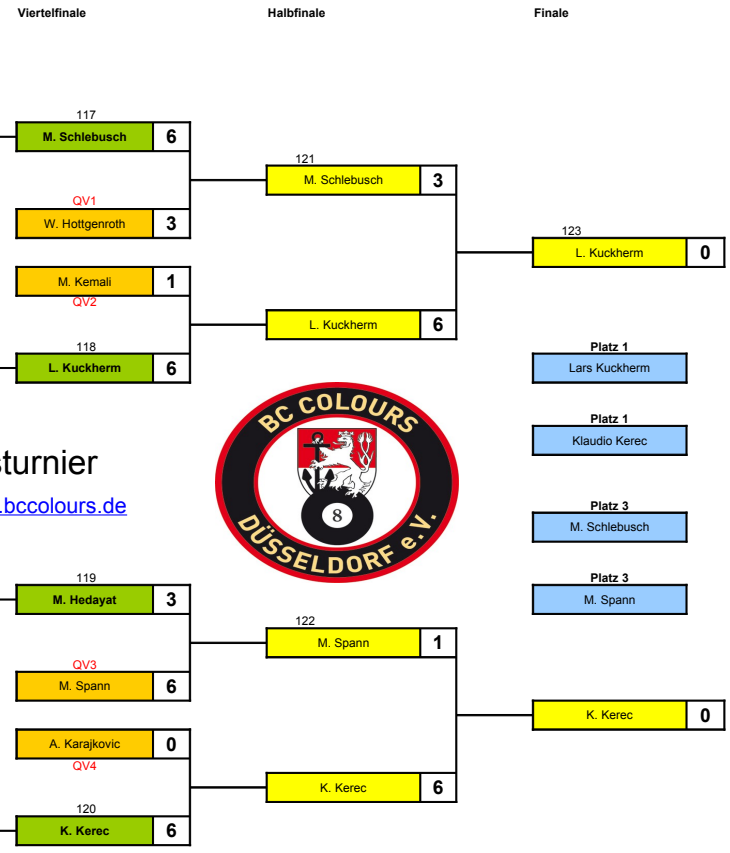 Viertelfinale Halbfinale Finale
117
M. Schlebusch 6
121
M. Schlebusch 3
QV1
W. Hottgenroth 3
123
L. Kuckherm 0
M. Kemali 1
QV2
L. Kuckherm 6
118
L. Kuckherm 6
Platz 1
Lars Kuckherm
BC COLOURS
8
DÜSSELDORF e.V.
Platz 1
Klaudio Kerec
sturnier
.bccolours.de
Platz 3
M. Schlebusch
119
M. Hedayat 3
Platz 3
M. Spann
122
M. Spann 1
QV3
M. Spann 6
K. Kerec 0
A. Karajkovic 0
QV4
K. Kerec 6
120
K. Kerec 6